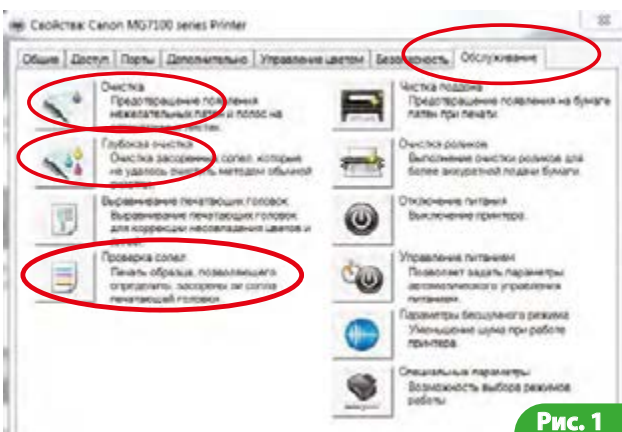 Свойства: Canon MG7100 series Printer
Общие Доступ Порты Дополнительно Управление цветом Безопасность Обслуживание
Очистка
Предотвращение появления
нежелательных пятен и полос на
Глубокая очистка
Очистка засоренных сопел, которые
не удалось очистить методом обычной
Выравнивание печатающих головок
Выравнивание печатающих головок
для коррекции несовпадения цветов и
Проверка сопел
Печать образца, позволяющего
определить, засорены ли сопла
печатающей головки.
Чистка поддона
Предотвращение появления на бумаге
пятен при печати.
Очистка роликов
Выполнение очистки роликов для
более аккуратной подачи бумаги.
Отключение питания
Выключение принтера.
Управление питанием
Позволяет задать параметры
автоматического управления
питанием.
Параметры бесшумного режима
Уменьшение шума при работе
принтера.
Специальные параметры
Возможность выбора режимов
работы
Рис. 1